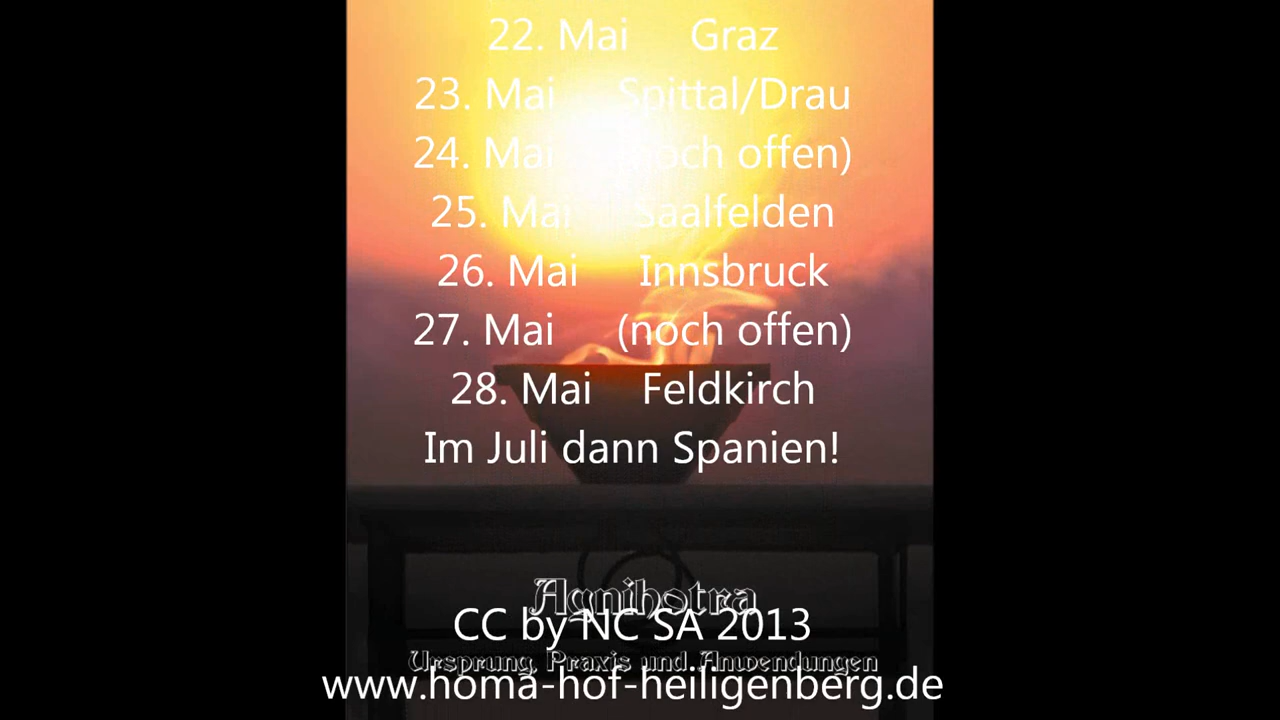 22. Mai Graz
23. Mai Spittal/Drau
24. Mai (noch offen)
25. Mai Saalfelden
26. Mai Innsbruck
27. Mai (noch offen)
28. Mai Feldkirch
Im Juli dann Spanien!
Agnihotra
CC by NC SA 2013
Ursprung, Praxis und Anwendungen
www.homa-hof-heiligenberg.de